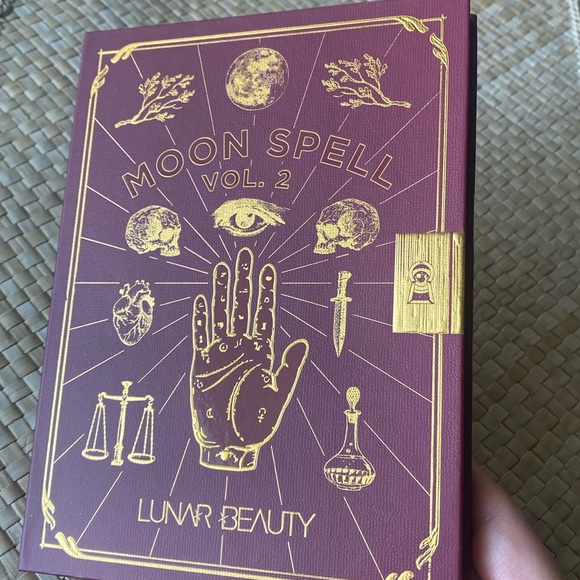 MOON SPELL
VOL. 2
LUNAR BEAUTY